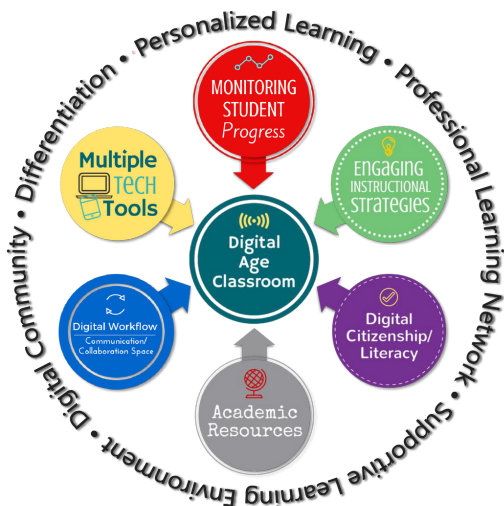 Personalized Learning • Professional Learning Network • Supportive Learning Environment • Digital Community • Differentiation •
MONITORING
STUDENT
Progress
Multiple
TECH
Tools
ENGAGING
INSTRUCTIONAL
STRATEGIES
Digital
Age
Classroom
Digital Workflow
Communication/
Collaboration Space
Digital
Citizenship/
Literacy
Academic
Resources